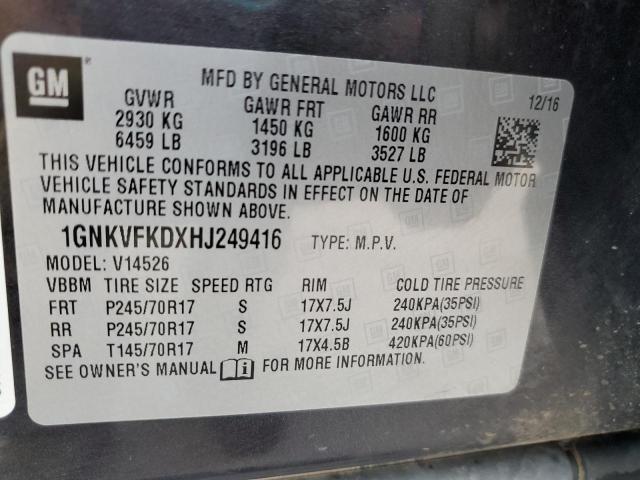 GM
MFD BY GENERAL MOTORS LLC
12/16
GVWR GAWR FRT GAWR RR
2930 KG 1450 KG 1600 KG
6459 LB 3196 LB 3527 LB
THIS VEHICLE CONFORMS TO ALL APPLICABLE U.S. FEDERAL MOTOR
VEHICLE SAFETY STANDARDS IN EFFECT ON THE DATE OF
MANUFACTURE SHOWN ABOVE.
1GNKVFKDXHJ249416 TYPE: M.P.V.
MODEL: V14526
VBBM TIRE SIZE SPEED RTG RIM COLD TIRE PRESSURE
FRT P245/70R17 S 17X7.5J 240KPA(35PSI)
RR P245/70R17 S 17X7.5J 240KPA(35PSI)
SPA T145/70R17 M 17X4.5B 420KPA(60PSI)
SEE OWNER'S MANUAL i FOR MORE INFORMATION.